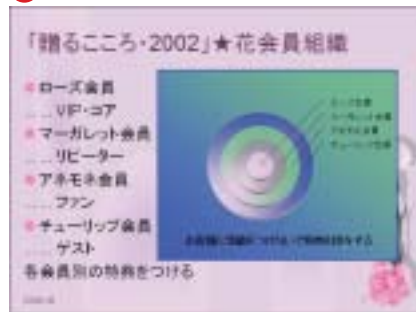 「贈るこころ・2002」★花会員組織
ローズ会員
.... VIP・コア
マーガレット会員
.... リピーター
アネモネ会員
.... ファン
チューリップ会員
.... ゲスト
各会員別の特典をつける
ローズ会員
マーガレット会員
アネモネ会員
チューリップ会員